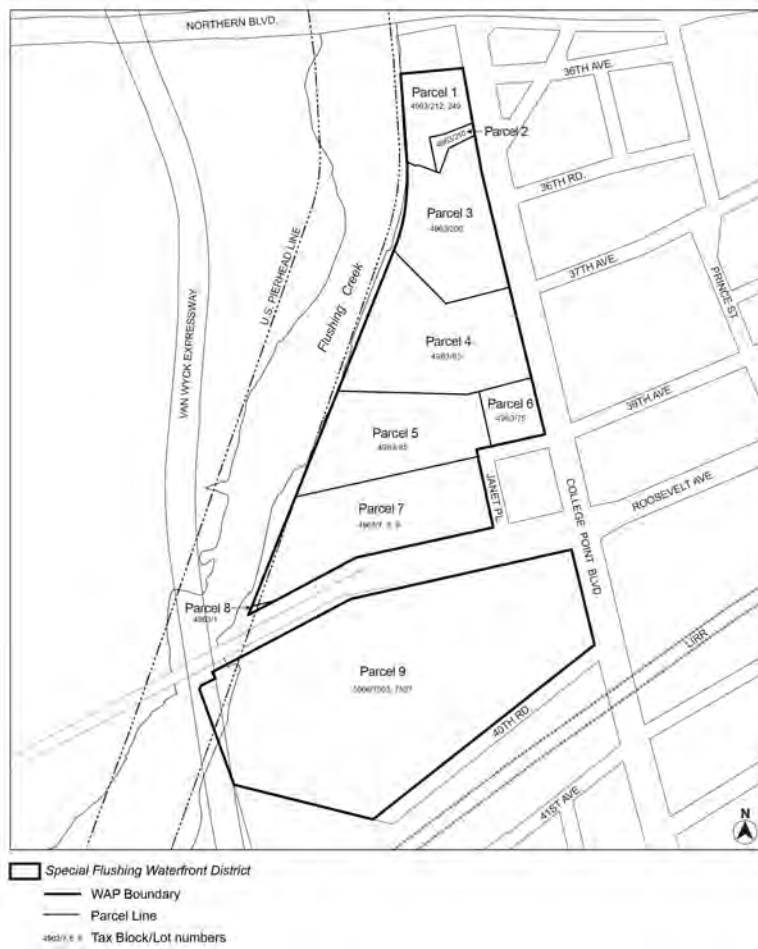 NORTHERN BLVD.
36TH AVE.
Parcel 1
4963/212, 249
Parcel 2
4963/210
36TH RD.
Parcel 3
4963/200
U.S. PIERHEAD LINE
Flushing Creek
37TH AVE.
PRINCE ST.
VAN WYCK EXPRESSWAY
Parcel 4
Parcel 6
4963/75
39TH AVE.
Parcel 5
4963/65
JANET PL.
COLLEGE POINT BLVD.
ROOSEVELT AVE.
Parcel 7
Parcel 8
4963/1
LIRR
Parcel 9
40TH RD.
41ST AVE
N
Special Flushing Waterfront District
WAP Boundary
Parcel Line
Tax Block/Lot numbers